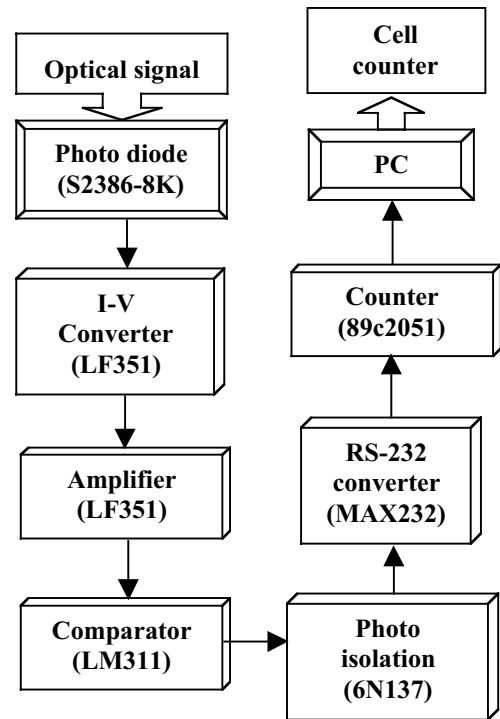 Optical signal
Photo diode
(S2386-8K)
I-V
Converter
(LF351)
Amplifier
(LF351)
Comparator
(LM311)
Photo
isolation
(6N137)
RS-232
converter
(MAX232)
Counter
(89c2051)
PC
Cell
counter